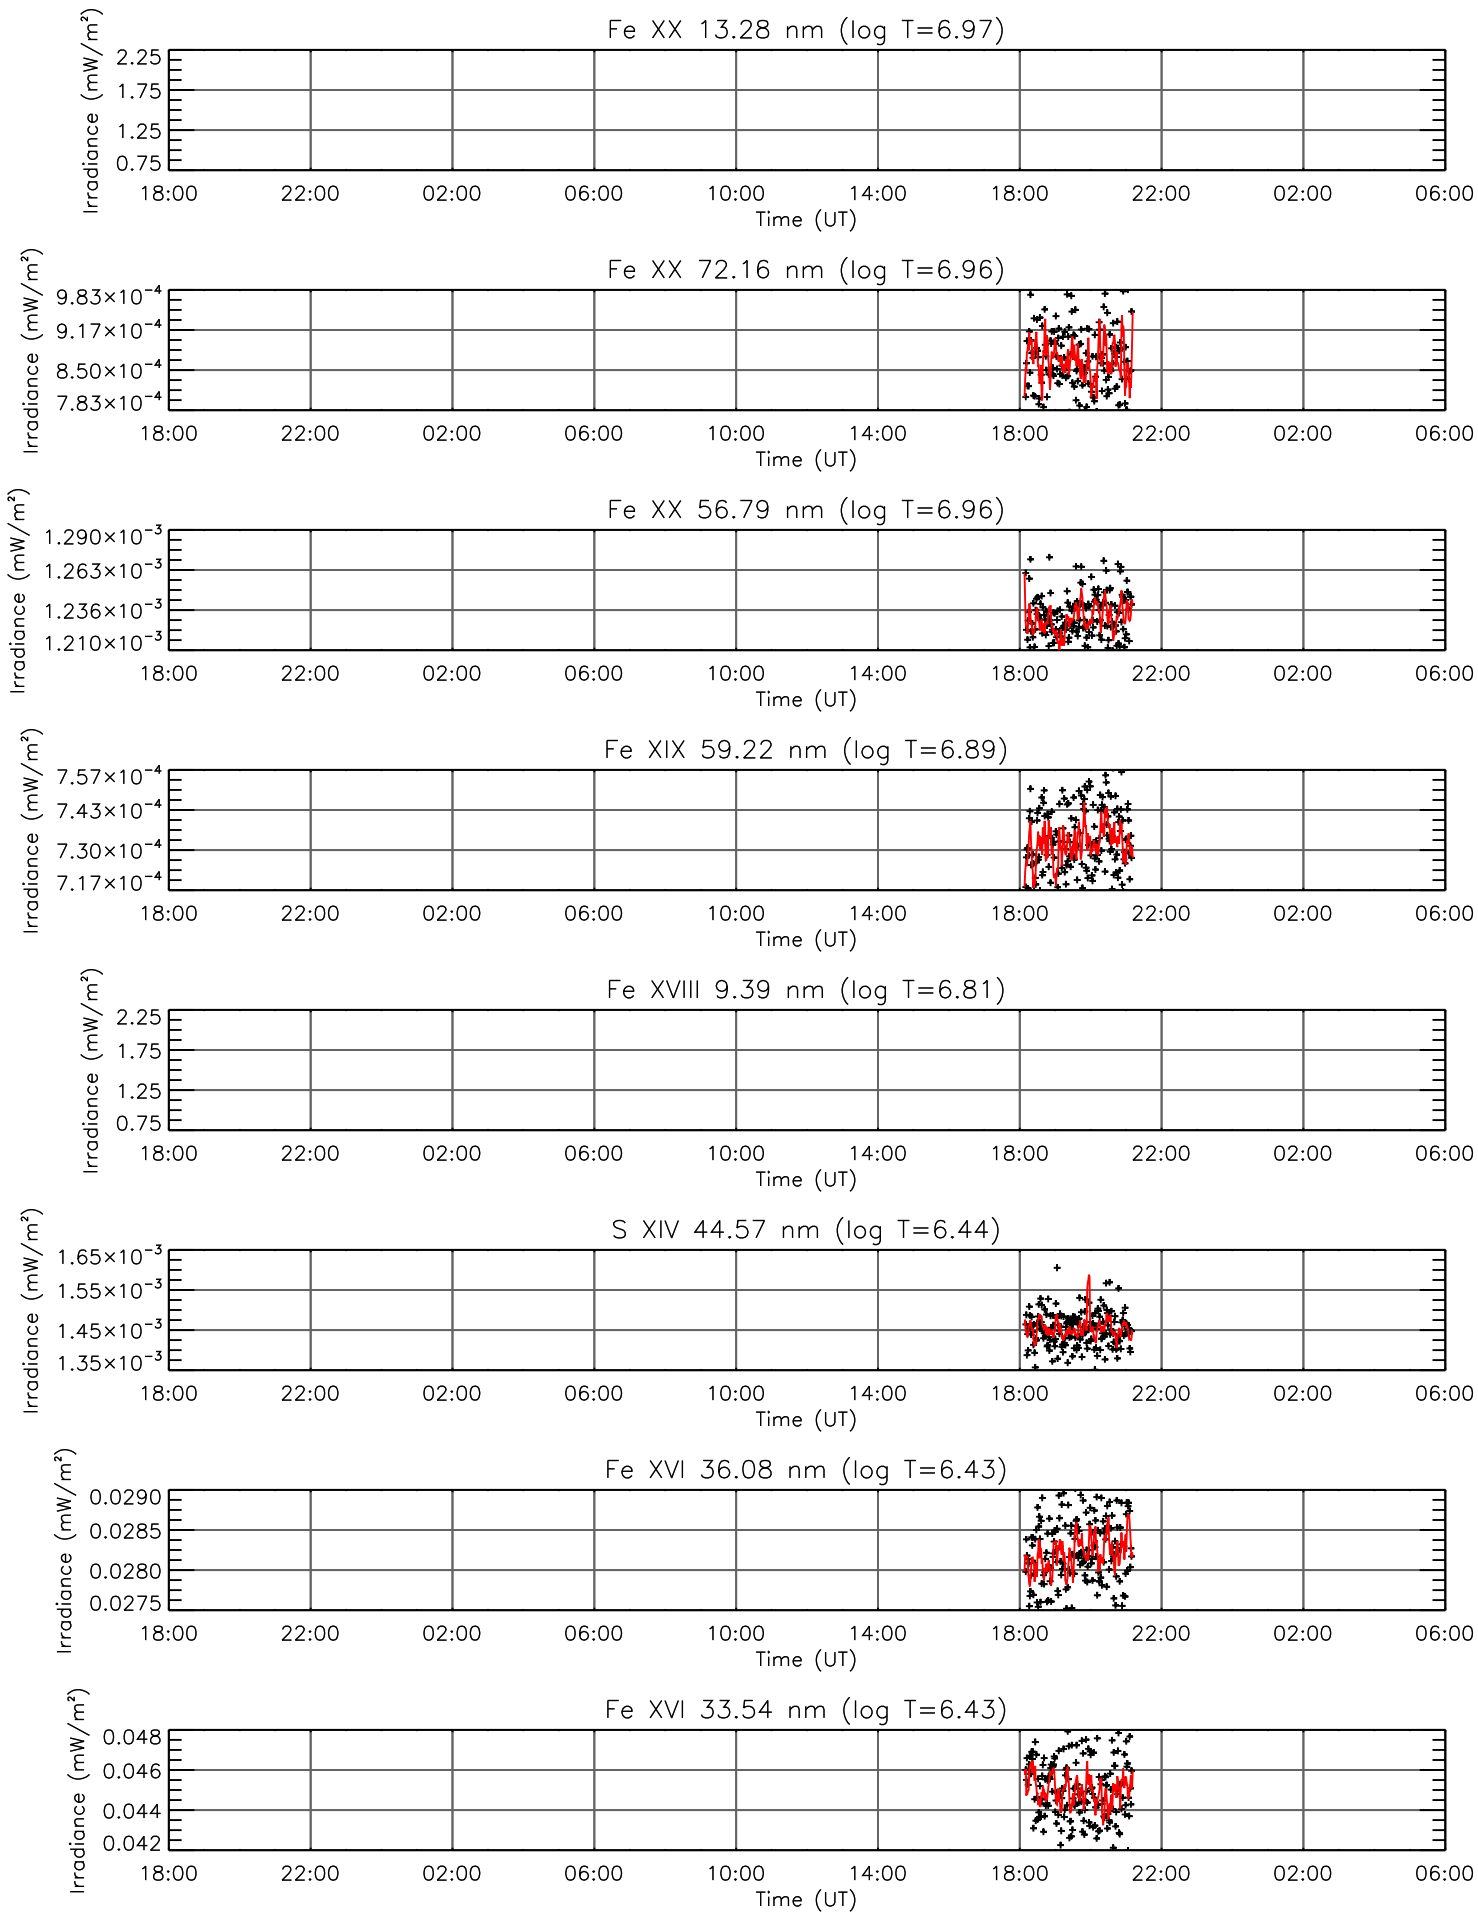 Fe XX 13.28 nm (log T=6.97)
Irradiance (mW/m²)
2.25
1.75
1.25
0.75
18:00 22:00 02:00 06:00 10:00 14:00 18:00 22:00 02:00 06:00
Time (UT)
Fe XX 72.16 nm (log T=6.96)
Irradiance (mW/m²)
9.83×10⁻⁴
9.17×10⁻⁴
8.50×10⁻⁴
7.83×10⁻⁴
18:00 22:00 02:00 06:00 10:00 14:00 18:00 22:00 02:00 06:00
Time (UT)
Fe XX 56.79 nm (log T=6.96)
Irradiance (mW/m²)
1.290×10⁻³
1.263×10⁻³
1.236×10⁻³
1.210×10⁻³
18:00 22:00 02:00 06:00 10:00 14:00 18:00 22:00 02:00 06:00
Time (UT)
Fe XIX 59.22 nm (log T=6.89)
Irradiance (mW/m²)
7.57×10⁻⁴
7.43×10⁻⁴
7.30×10⁻⁴
7.17×10⁻⁴
18:00 22:00 02:00 06:00 10:00 14:00 18:00 22:00 02:00 06:00
Time (UT)
Fe XVIII 9.39 nm (log T=6.81)
Irradiance (mW/m²)
2.25
1.75
1.25
0.75
18:00 22:00 02:00 06:00 10:00 14:00 18:00 22:00 02:00 06:00
Time (UT)
S XIV 44.57 nm (log T=6.44)
Irradiance (mW/m²)
1.65×10⁻³
1.55×10⁻³
1.45×10⁻³
1.35×10⁻³
18:00 22:00 02:00 06:00 10:00 14:00 18:00 22:00 02:00 06:00
Time (UT)
Fe XVI 36.08 nm (log T=6.43)
Irradiance (mW/m²)
0.0290
0.0285
0.0280
0.0275
18:00 22:00 02:00 06:00 10:00 14:00 18:00 22:00 02:00 06:00
Time (UT)
Fe XVI 33.54 nm (log T=6.43)
Irradiance (mW/m²)
0.048
0.046
0.044
0.042
18:00 22:00 02:00 06:00 10:00 14:00 18:00 22:00 02:00 06:00
Time (UT)